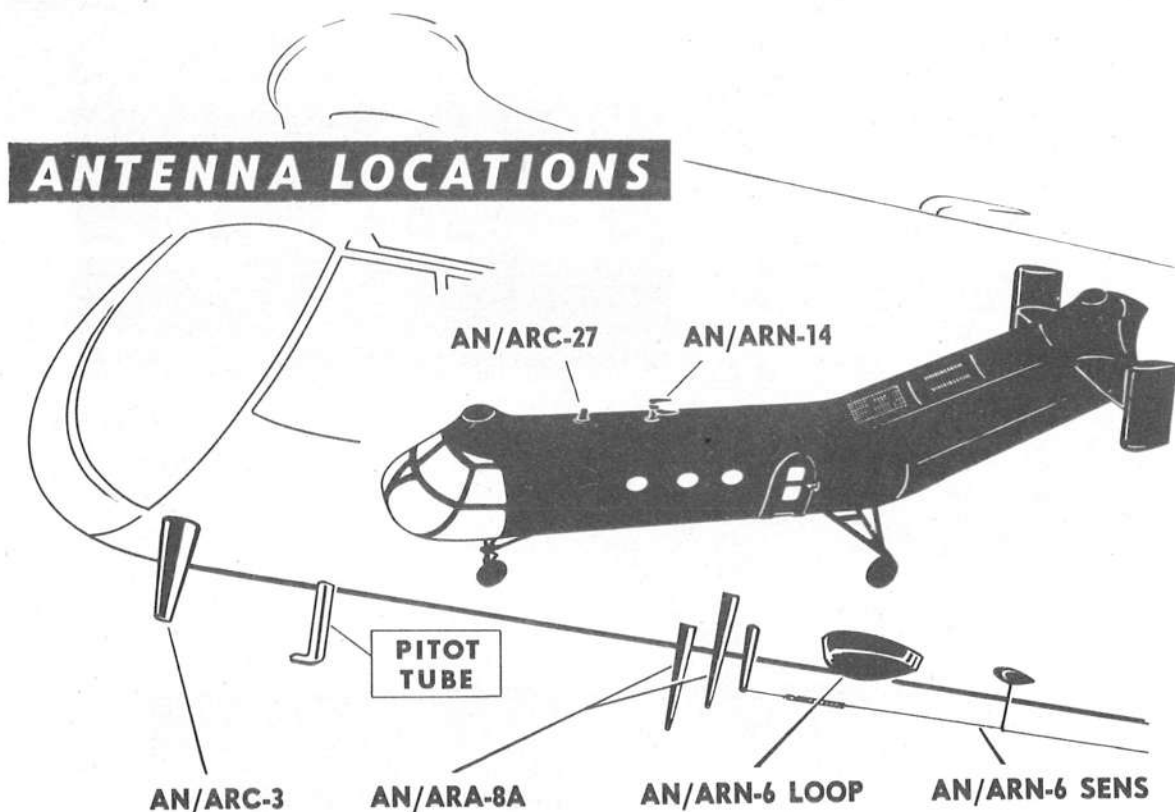 ANTENNA LOCATIONS
AN/ARC-27
AN/ARN-14
PITOT
TUBE
AN/ARC-3
AN/ARA-8A
AN/ARN-6 LOOP
AN/ARN-6 SENS